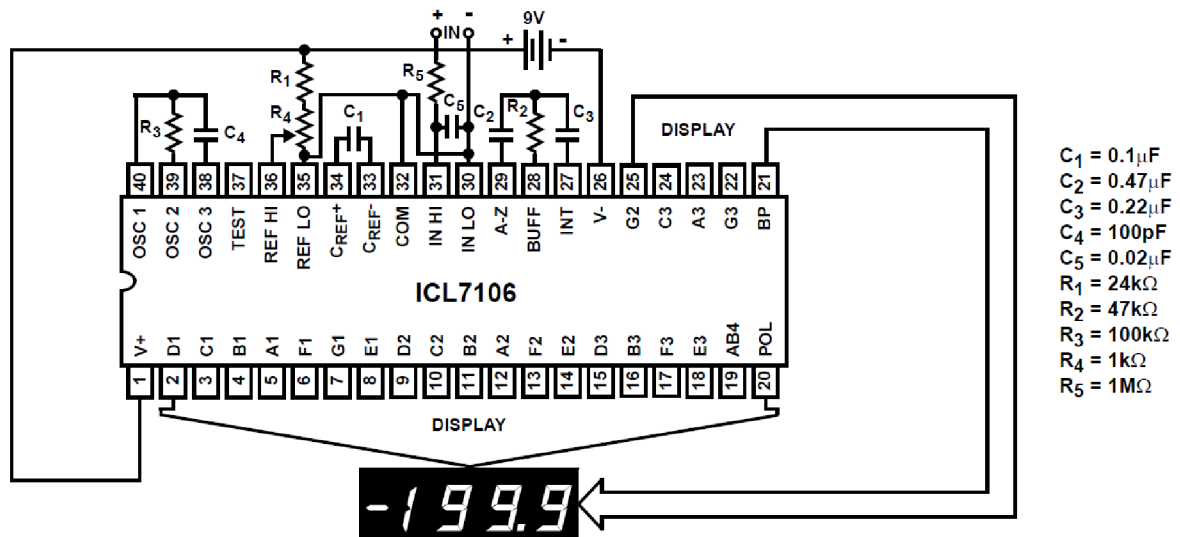 + IN -
9V
+ -
R1
R5
C5
R4
C1
C2
R2
C3
R3
C4
DISPLAY
40 39 38 37 36 35 34 33 32 31 30 29 28 27 26 25 24 23 22 21
OSC 1
OSC 2
OSC 3
TEST
REF HI
REF LO
CREF+
CREF-
COM
IN HI
IN LO
A-Z
BUFF
INT
V-
G2
C3
A3
G3
BP
ICL7106
V+
D1
C1
B1
A1
F1
G1
E1
D2
C2
B2
A2
F2
E2
D3
B3
F3
E3
AB4
POL
1 2 3 4 5 6 7 8 9 10 11 12 13 14 15 16 17 18 19 20
DISPLAY
-199.9
C1 = 0.1µF
C2 = 0.47µF
C3 = 0.22µF
C4 = 100pF
C5 = 0.02µF
R1 = 24kΩ
R2 = 47kΩ
R3 = 100kΩ
R4 = 1kΩ
R5 = 1MΩ